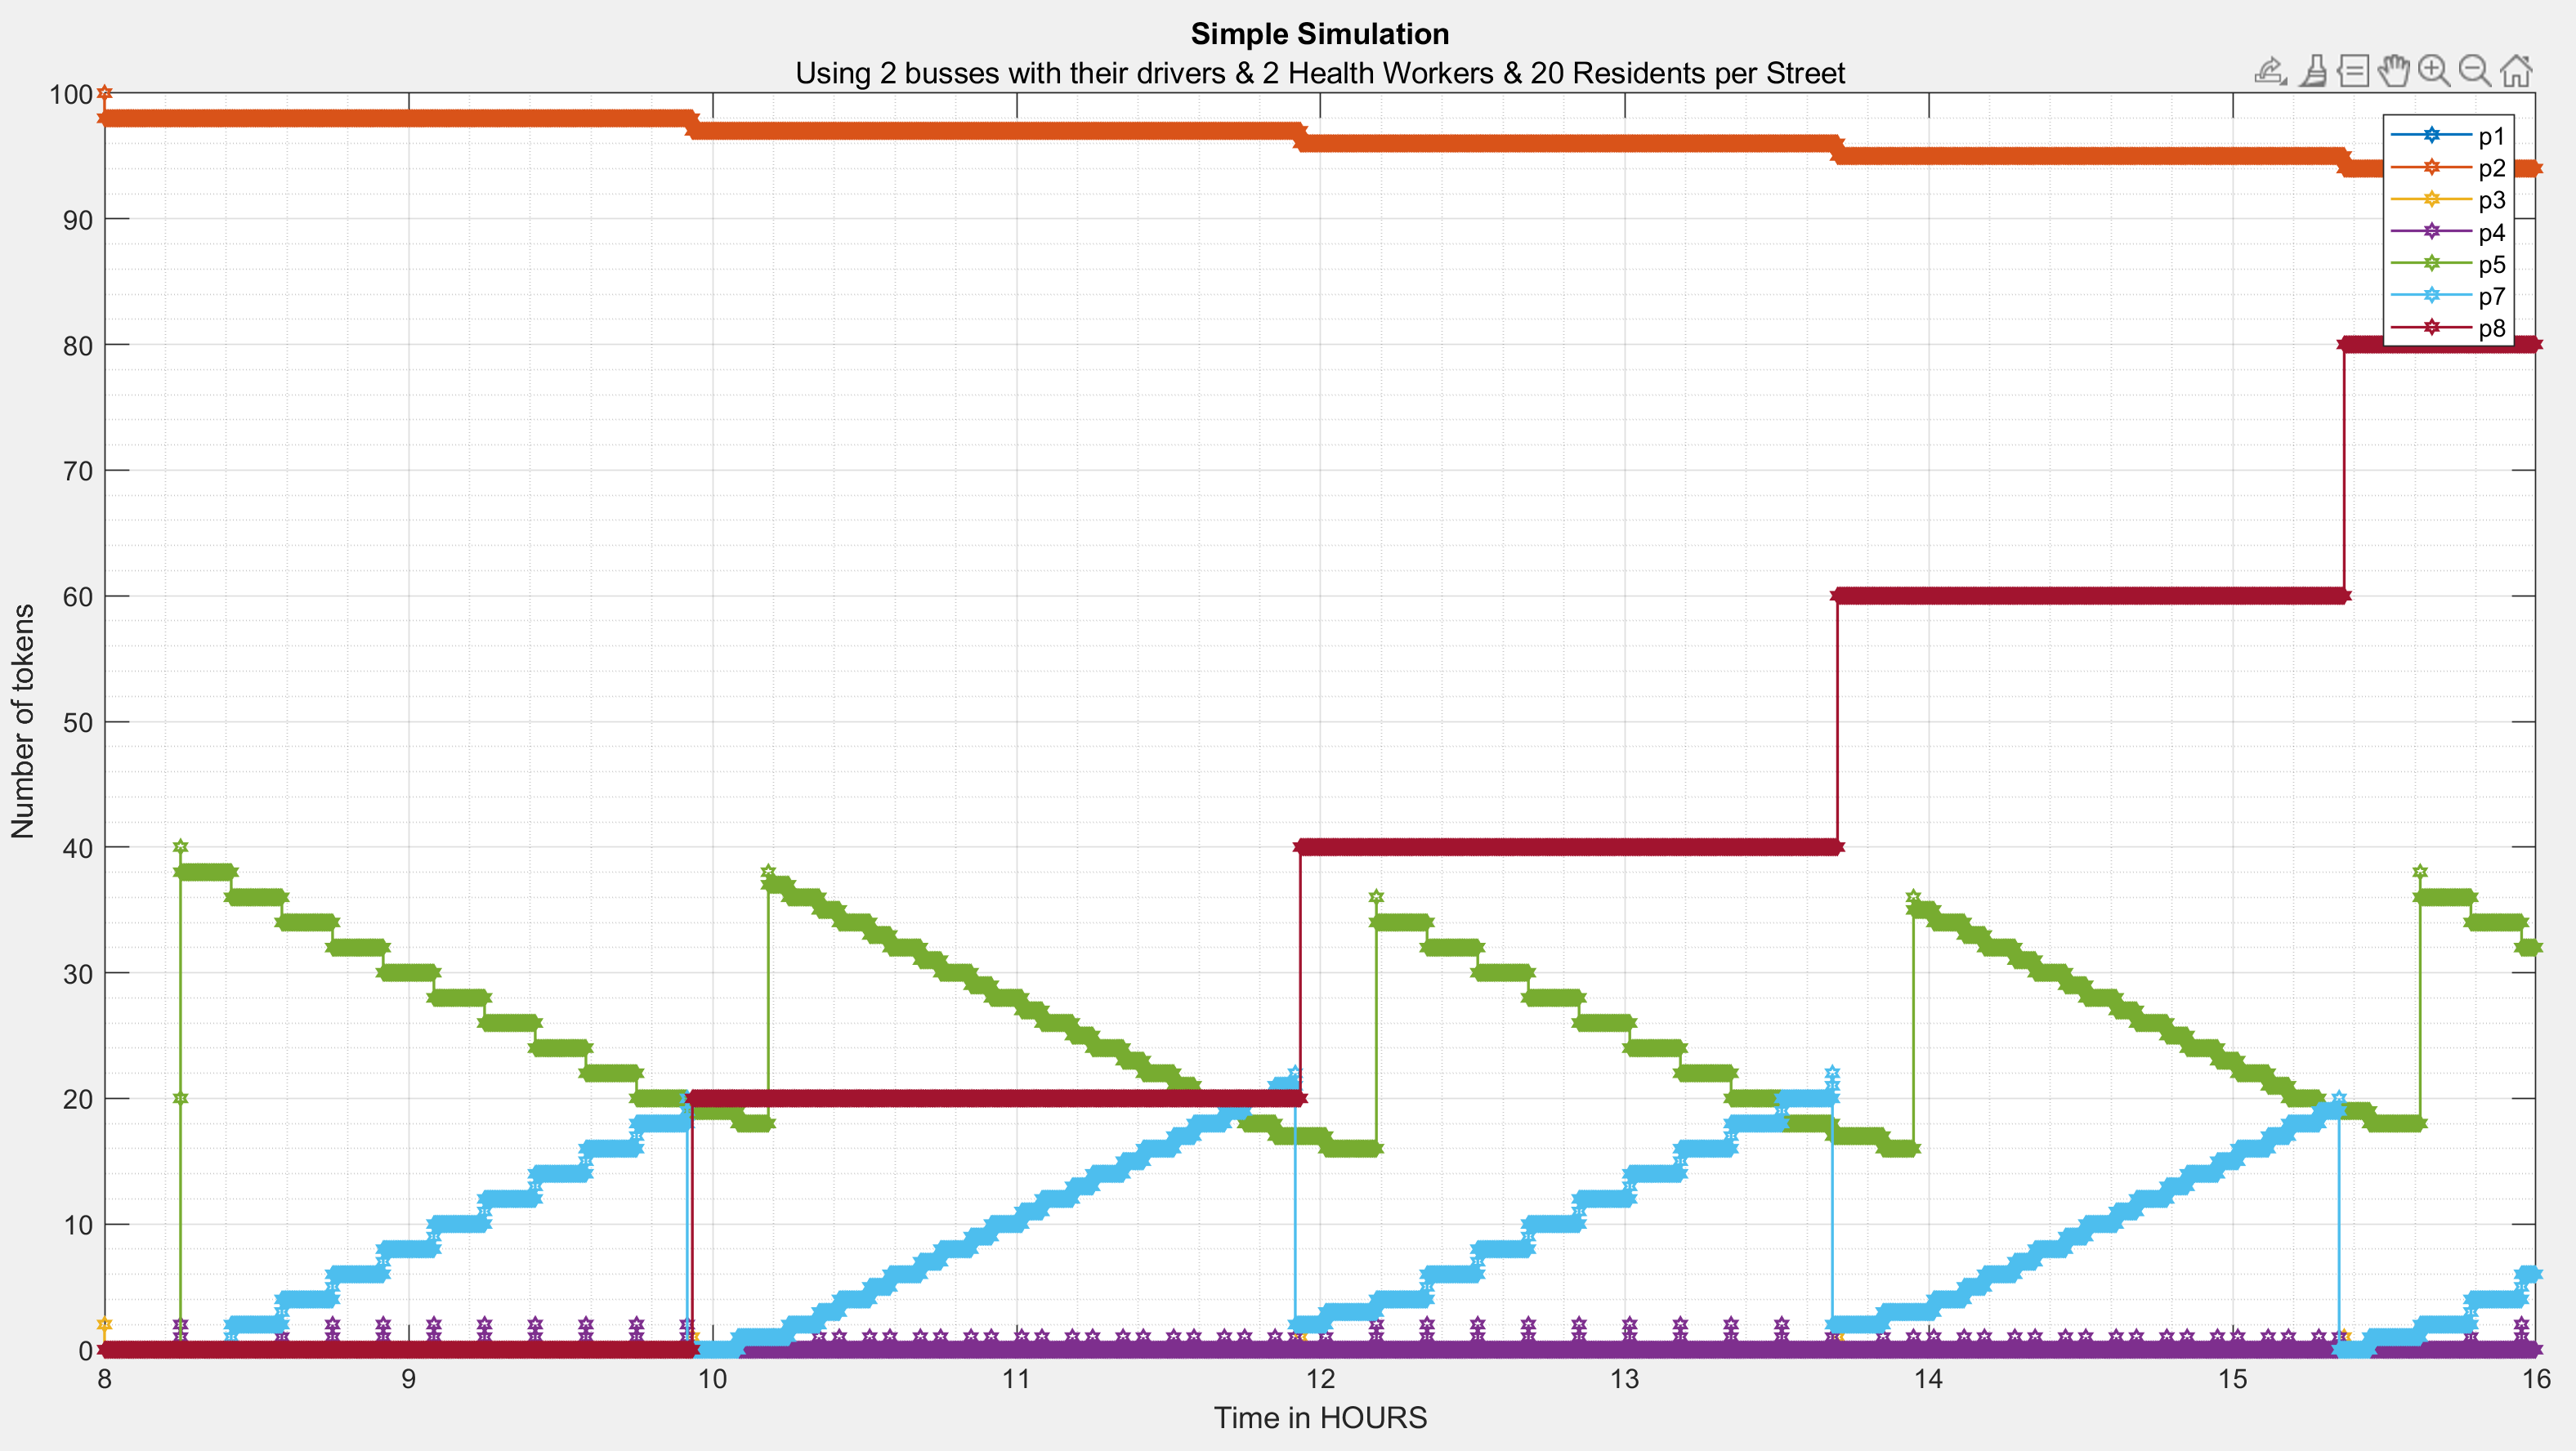 Simple Simulation
Using 2 busses with their drivers & 2 Health Workers & 20 Residents per Street
100
90
80
70
60
50
40
30
20
10
0
Number of tokens
p1
p2
p3
p4
p5
p7
p8
8 9 10 11 12 13 14 15 16
Time in HOURS